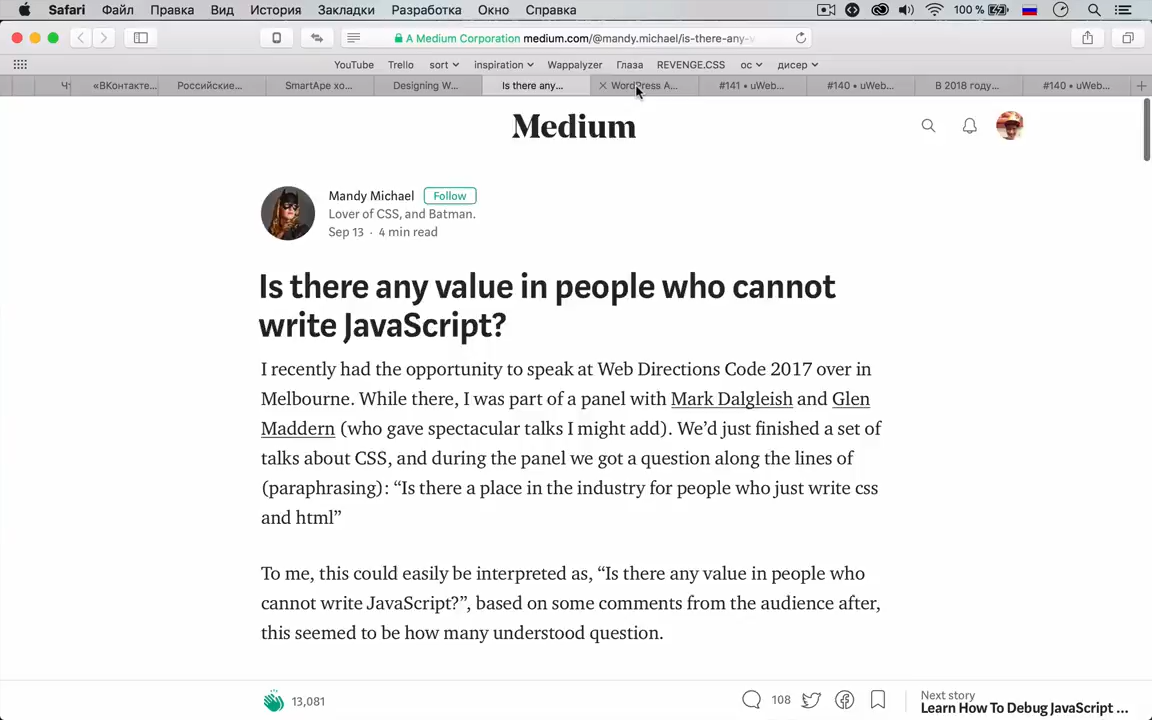 Safari Файл Правка Вид История Закладки Разработка Окно Справка 100 %
A Medium Corporation medium.com/@mandy.michael/is-there-any-
YouTube Trello sort inspiration Wappalyzer Глаза REVENGE.CSS ос дисер
«ВКонтакте... Российские... SmartApe хо... Designing W... Is there any... WordPress A... #141 • uWeb... #140 • uWeb... В 2018 году... #140 • uWeb...
Medium
Mandy Michael Follow
Lover of CSS, and Batman.
Sep 13 · 4 min read
Is there any value in people who cannot
write JavaScript?
I recently had the opportunity to speak at Web Directions Code 2017 over in
Melbourne. While there, I was part of a panel with Mark Dalgleish and Glen
Maddern (who gave spectacular talks I might add). We’d just finished a set of
talks about CSS, and during the panel we got a question along the lines of
(paraphrasing): “Is there a place in the industry for people who just write css
and html”
To me, this could easily be interpreted as, “Is there any value in people who
cannot write JavaScript?”, based on some comments from the audience after,
this seemed to be how many understood question.
13,081 108 Next story
Learn How To Debug JavaScript ...